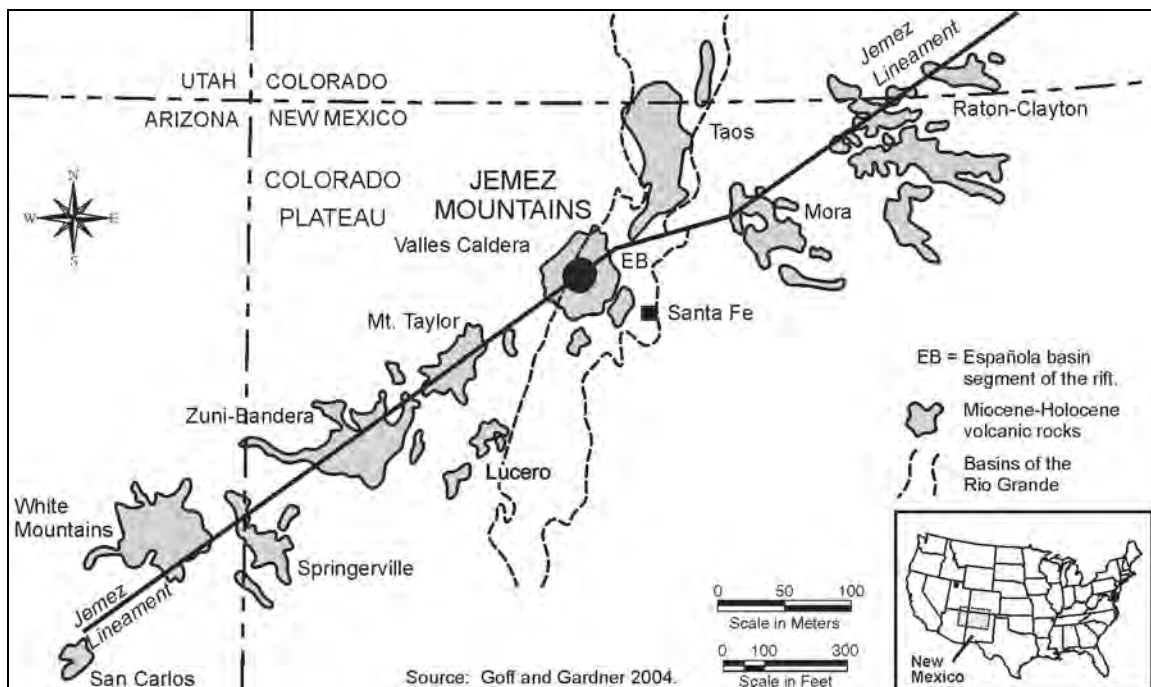 Jemez
Lineament
UTAH
COLORADO
ARIZONA
NEW MEXICO
Raton-Clayton
Taos
COLORADO
PLATEAU
JEMEZ
MOUNTAINS
N
W
E
S
Valles Caldera
Mora
EB
Santa Fe
Mt. Taylor
EB = Española basin
segment of the rift.
Zuni-Bandera
Miocene-Holocene
volcanic rocks
Lucero
Basins of the
Rio Grande
White
Mountains
Springerville
Jemez
Lineament
0 50 100
Scale in Meters
0 100 300
Scale in Feet
San Carlos
Source: Goff and Gardner 2004.
New
Mexico